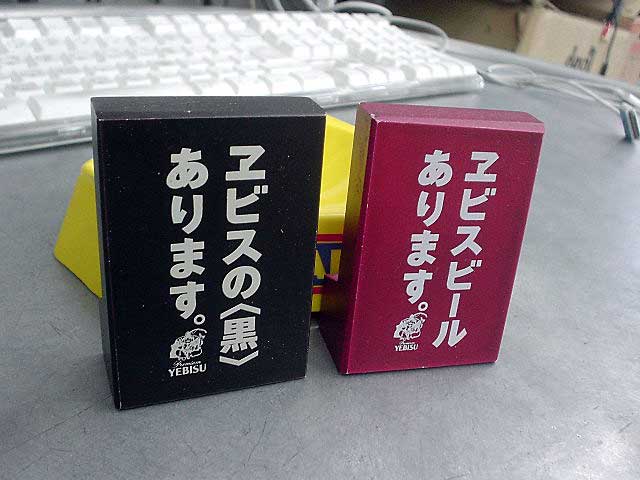 ヱビスの〈黒〉
あります。
Premium
YEBISU
ヱビスビール
あります。
YEBISU